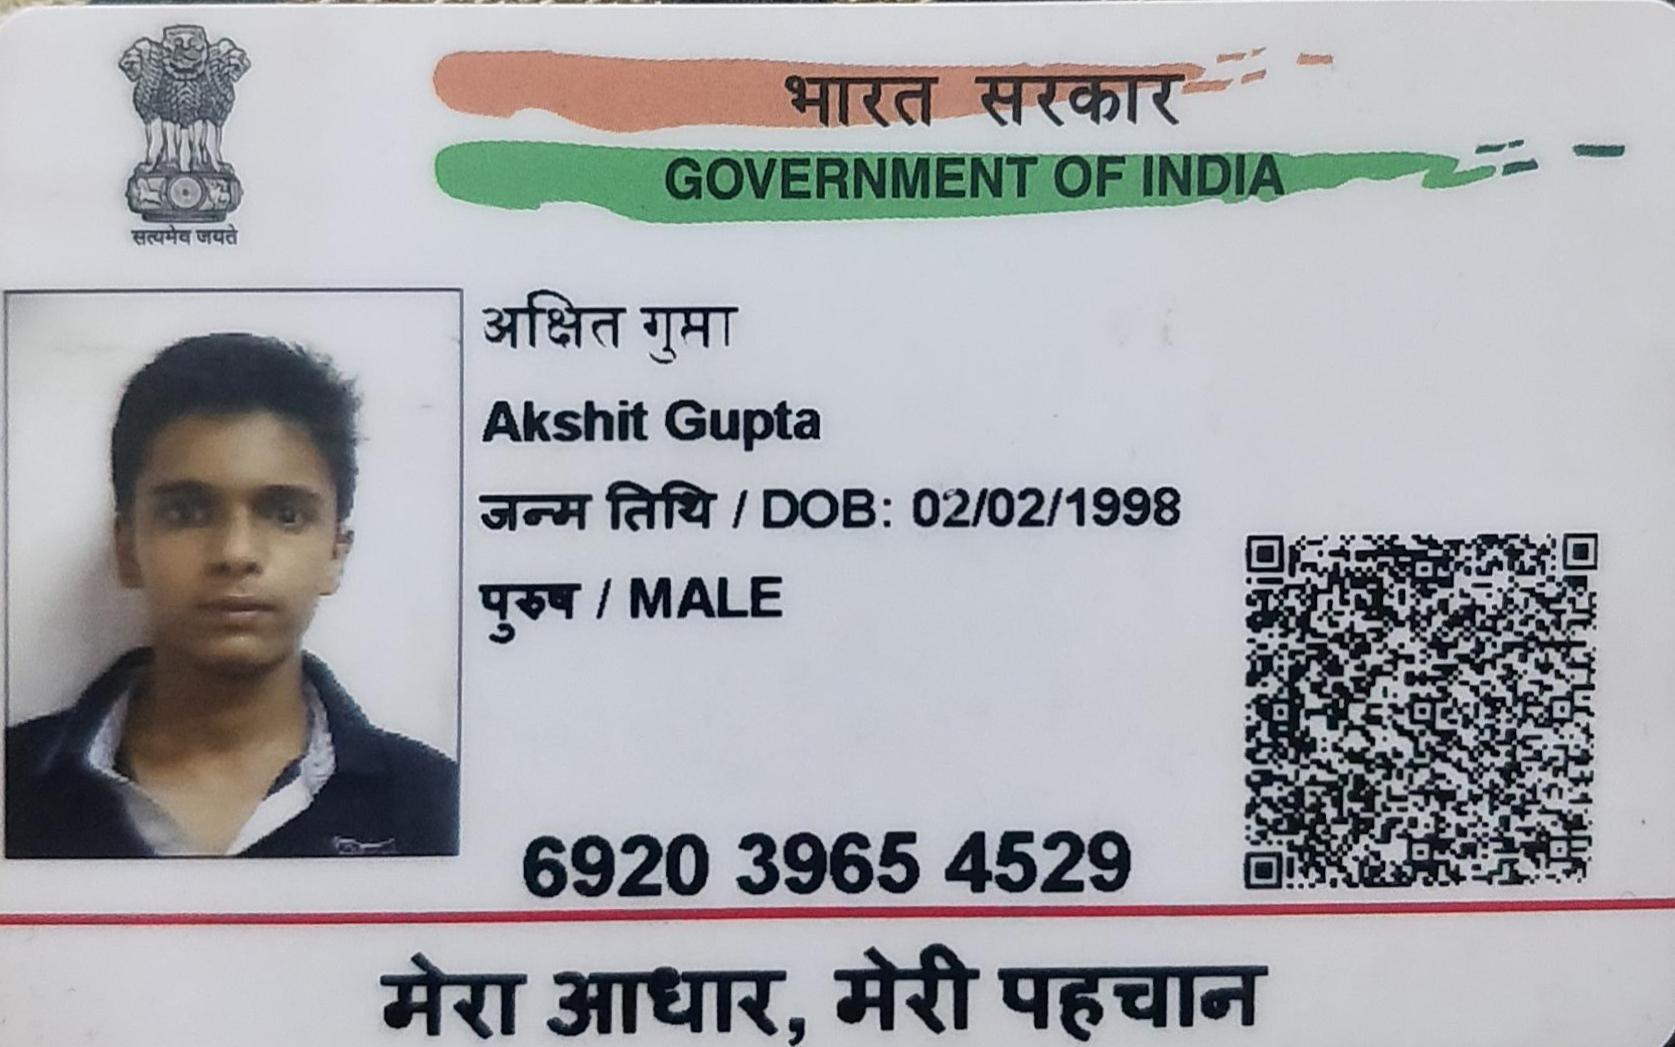 भारत सरकार
GOVERNMENT OF INDIA
सत्यमेव जयते
अक्षित गुप्ता
Akshit Gupta
जन्म तिथि / DOB: 02/02/1998
पुरुष / MALE
6920 3965 4529
मेरा आधार, मेरी पहचान